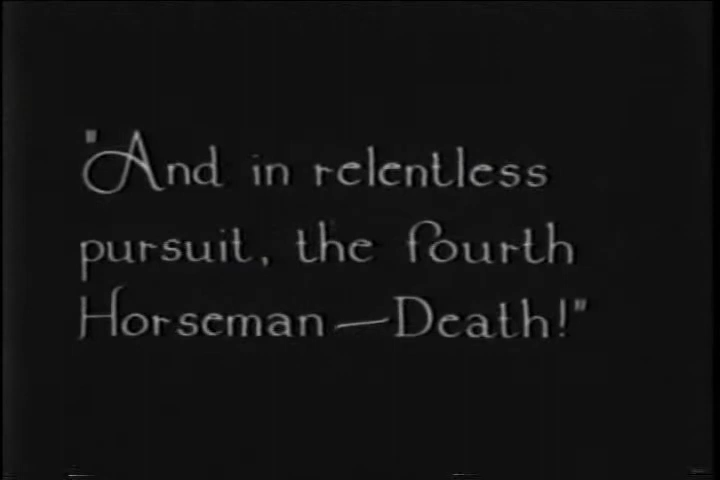 "And in relentless
pursuit, the fourth
Horseman—Death!"